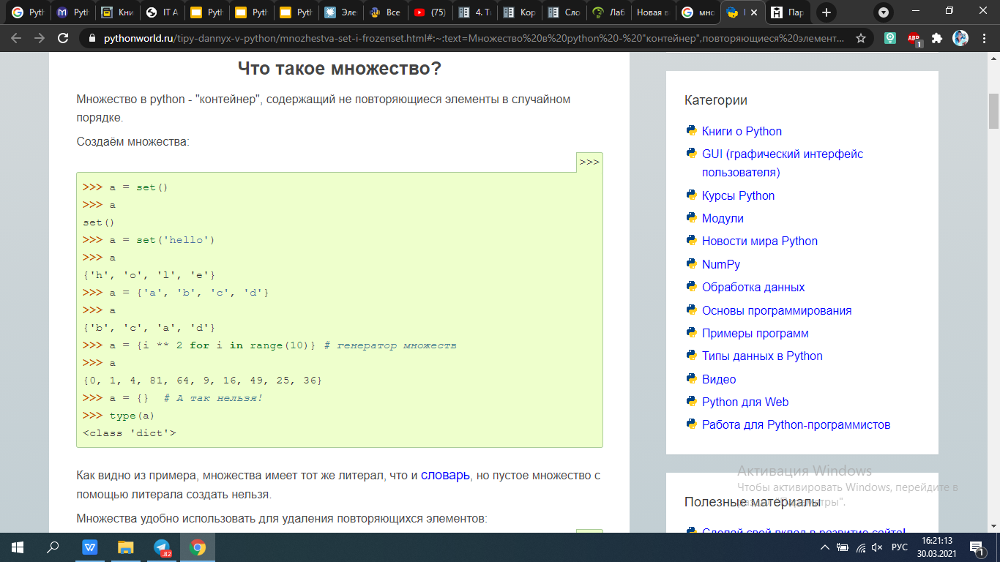 Pyth
Pyth
Кни
IT A
Pyth
Pyth
Pyth
Эле
Все
(75)
4. Ti
Кор
Сло
Лаб
Новая в
мно
Пар
pythonworld.ru/tipy-dannyx-v-python/mnozhestva-set-i-frozenset.html#:~:text=Множество%20в%20python%20-%20"контейнер",повторяющиеся%20элемент...
ABP
1
Что такое множество?
Множество в python - "контейнер", содержащий не повторяющиеся элементы в случайном
порядке.
Создаём множества:
>>>
>>> a = set()
>>> a
set()
>>> a = set('hello')
>>> a
{'h', 'o', 'l', 'e'}
>>> a = {'a', 'b', 'c', 'd'}
>>> a
{'b', 'c', 'a', 'd'}
>>> a = {i ** 2 for i in range(10)} # генератор множеств
>>> a
{0, 1, 4, 81, 64, 9, 16, 49, 25, 36}
>>> a = {}  # А так нельзя!
>>> type(a)
<class 'dict'>
Как видно из примера, множества имеет тот же литерал, что и словарь, но пустое множество с
помощью литерала создать нельзя.
Множества удобно использовать для удаления повторяющихся элементов:
Категории
Книги о Python
GUI (графический интерфейс
пользователя)
Курсы Python
Модули
Новости мира Python
NumPy
Обработка данных
Основы программирования
Примеры программ
Типы данных в Python
Видео
Python для Web
Работа для Python-программистов
Полезные материалы
Сделай свой вклад в развитие сайта!
Активация Windows
Чтобы активировать Windows, перейдите в
раздел "Параметры".
.82
РУС
16:21:13
30.03.2021
1